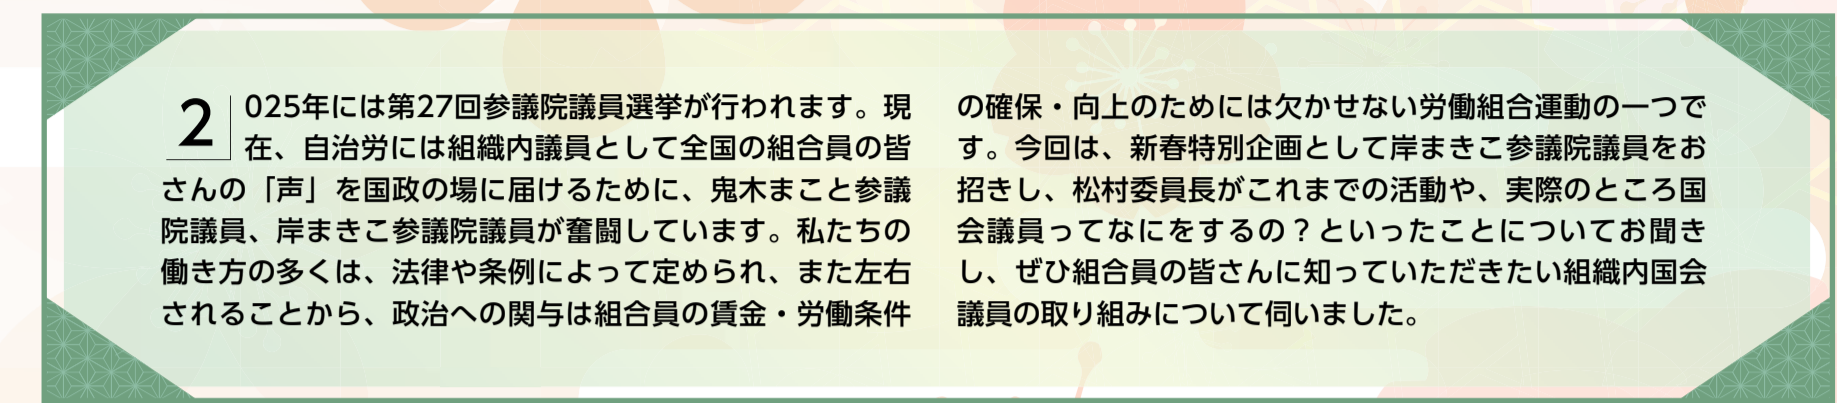 2025年には第27回参議院議員選挙が行われます。現
在、自治労には組織内議員として全国の組合員の皆
さんの「声」を国政の場に届けるために、鬼木まこと参議
院議員、岸まきこ参議院議員が奮闘しています。私たちの
働き方の多くは、法律や条例によって定められ、また左右
されることから、政治への関与は組合員の賃金・労働条件
の確保・向上のためには欠かせない労働組合運動の一つで
す。今回は、新春特別企画として岸まきこ参議院議員をお
招きし、松村委員長がこれまでの活動や、実際のところ国
会議員ってなにをするの？といったことについてお聞き
し、ぜひ組合員の皆さんに知っていただきたい組織内国会
議員の取り組みについて伺いました。